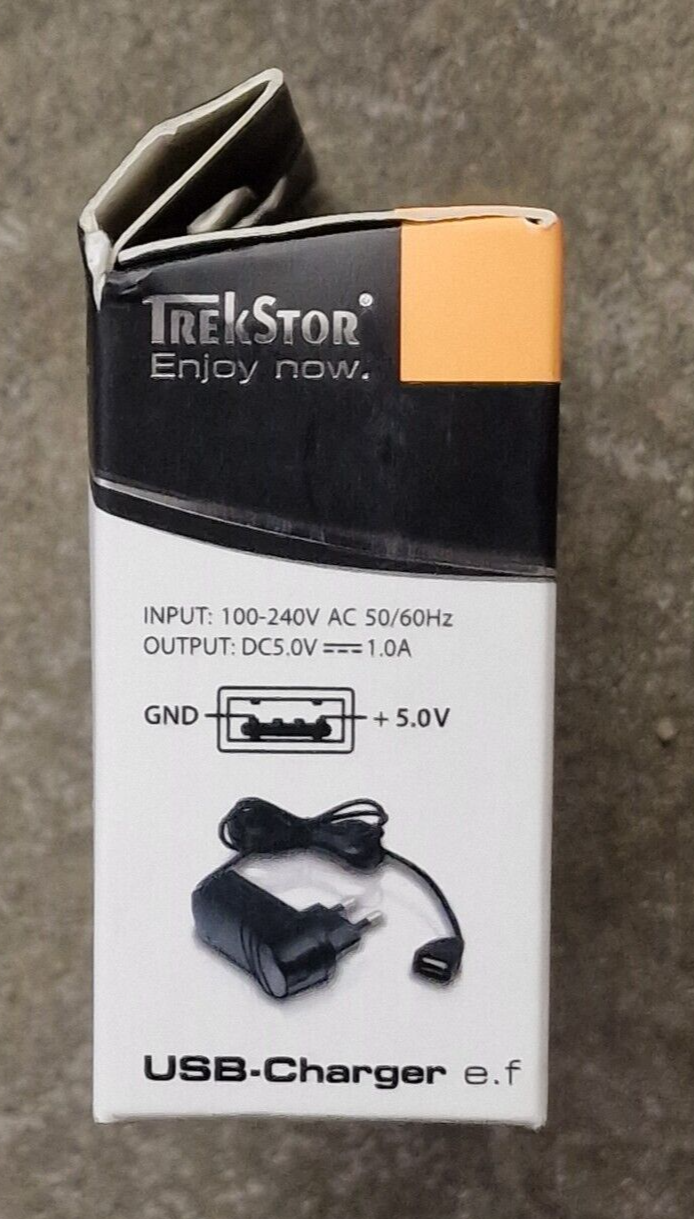 TREKSTOR®
Enjoy now.
INPUT: 100-240V AC 50/60Hz
OUTPUT: DC5.0V ⎓ 1.0A
GND + 5.0V
USB-Charger e.f